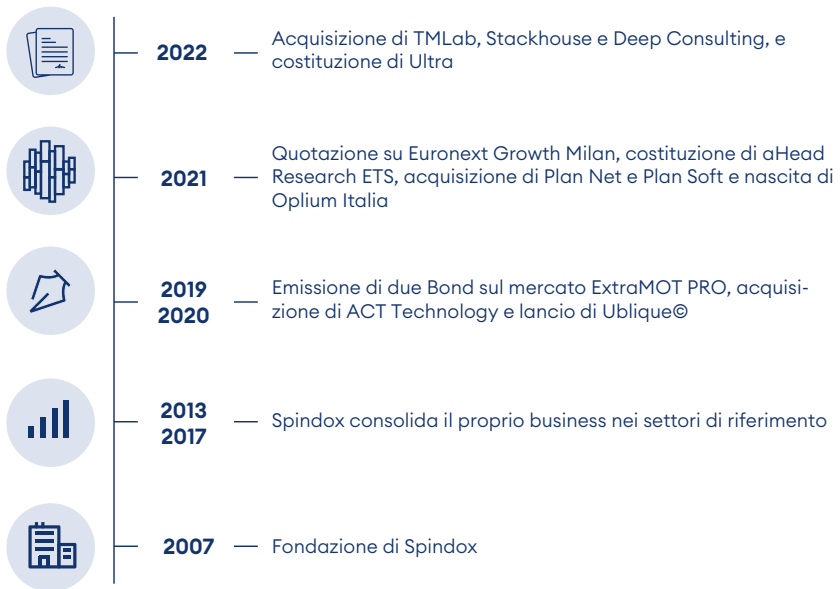 2022
Acquisizione di TMLab, Stackhouse e Deep Consulting, e
costituzione di Ultra
2021
Quotazione su Euronext Growth Milan, costituzione di aHead
Research ETS, acquisizione di Plan Net e Plan Soft e nascita di
Oplium Italia
2019
2020
Emissione di due Bond sul mercato ExtraMOT PRO, acquisi-
zione di ACT Technology e lancio di Ublique©
2013
2017
Spindox consolida il proprio business nei settori di riferimento
2007
Fondazione di Spindox